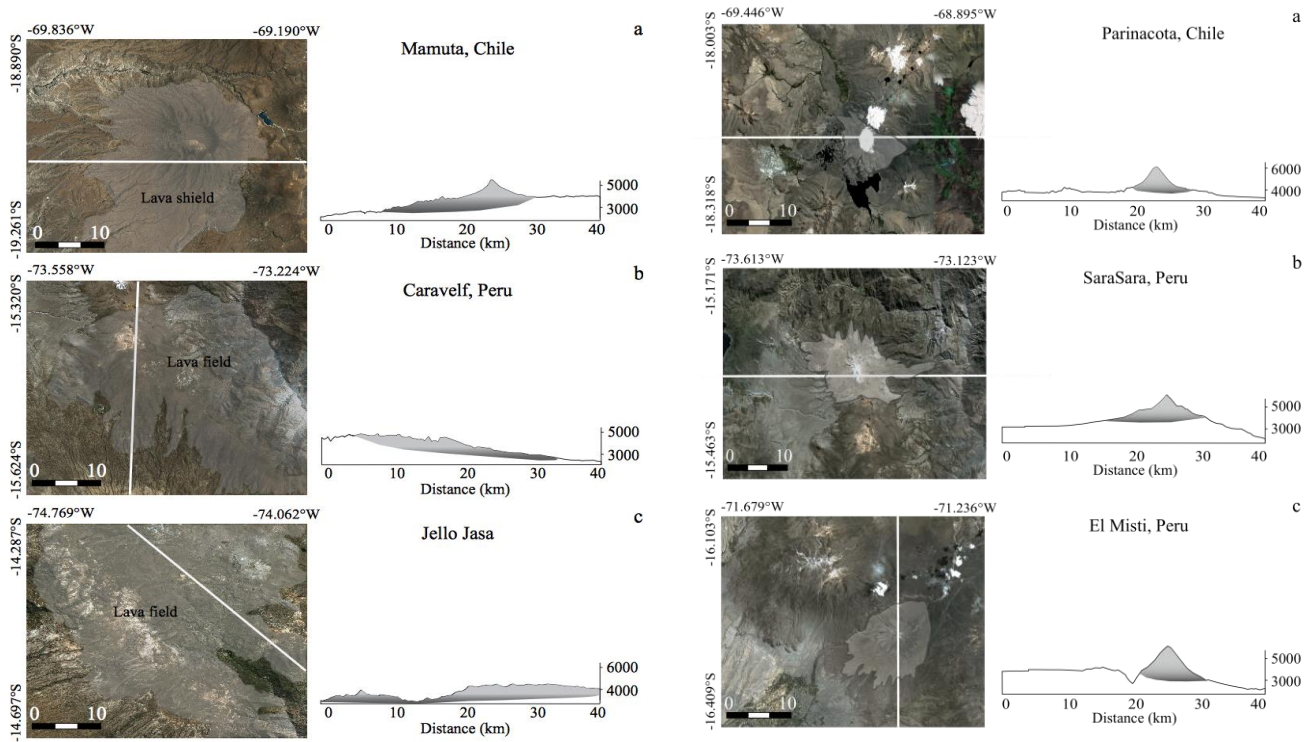 a
-69.836°W
-69.190°W
-18.890°S
-19.261°S
Mamuta, Chile
Lava shield
0
10
5000
3000
0 10 20 30 40
Distance (km)
b
-73.558°W
-73.224°W
-15.320°S
-15.624°S
Caravelf, Peru
Lava field
0
10
5000
3000
0 10 20 30 40
Distance (km)
c
-74.769°W
-74.062°W
-14.287°S
-14.697°S
Jello Jasa
Lava field
0
10
6000
4000
0 10 20 30 40
Distance (km)
a
-69.446°W
-68.895°W
-18.003°S
-18.318°S
Parinacota, Chile
0
10
6000
4000
0 10 20 30 40
Distance (km)
b
-73.613°W
-73.123°W
-15.171°S
-15.463°S
SaraSara, Peru
0
10
5000
3000
0 10 20 30 40
Distance (km)
c
-71.679°W
-71.236°W
-16.103°S
-16.409°S
El Misti, Peru
0
10
5000
3000
0 10 20 30 40
Distance (km)